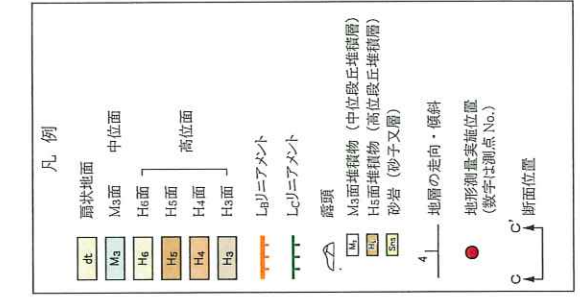 凡 例
dt 扇状地面
M3 M3面 中位面
H6 H6面
H5 H5面
H4 H4面
H3 H3面
高位面
LBリニアメント
LCリニアメント
露頭
M3面堆積物（中位段丘堆積層）
H5面堆積物（高位段丘堆積層）
Sns 砂岩（砂子又層）
4 地層の走向・傾斜
地形測量実施位置
（数字は測点 No.）
C C' 断面位置